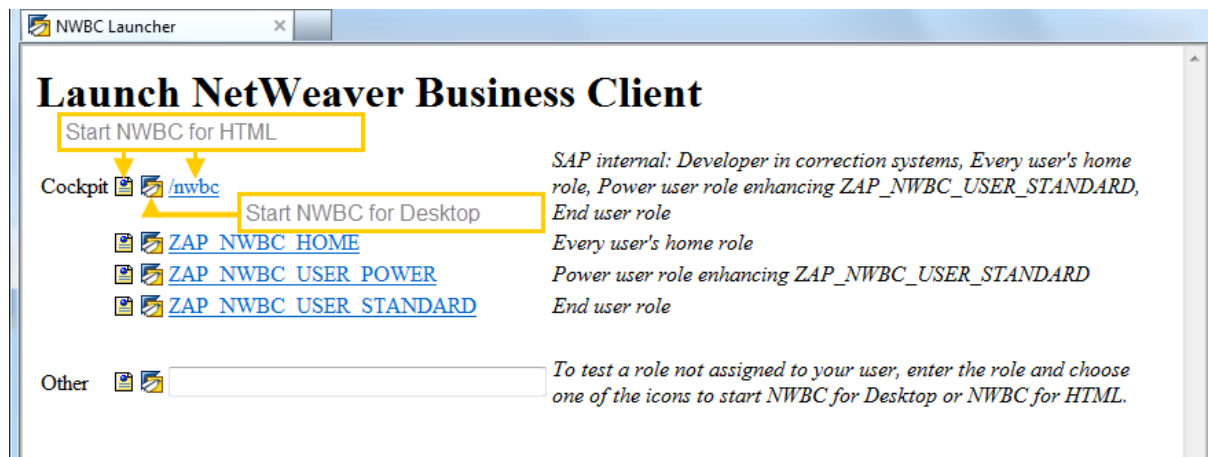 NWBC Launcher
Launch NetWeaver Business Client
Start NWBC for HTML
SAP internal: Developer in correction systems, Every user's home
Cockpit /nwbc role, Power user role enhancing ZAP_NWBC_USER_STANDARD,
Start NWBC for Desktop End user role
ZAP_NWBC_HOME Every user's home role
ZAP_NWBC_USER_POWER Power user role enhancing ZAP_NWBC_USER_STANDARD
ZAP_NWBC_USER_STANDARD End user role
To test a role not assigned to your user, enter the role and choose
Other one of the icons to start NWBC for Desktop or NWBC for HTML.